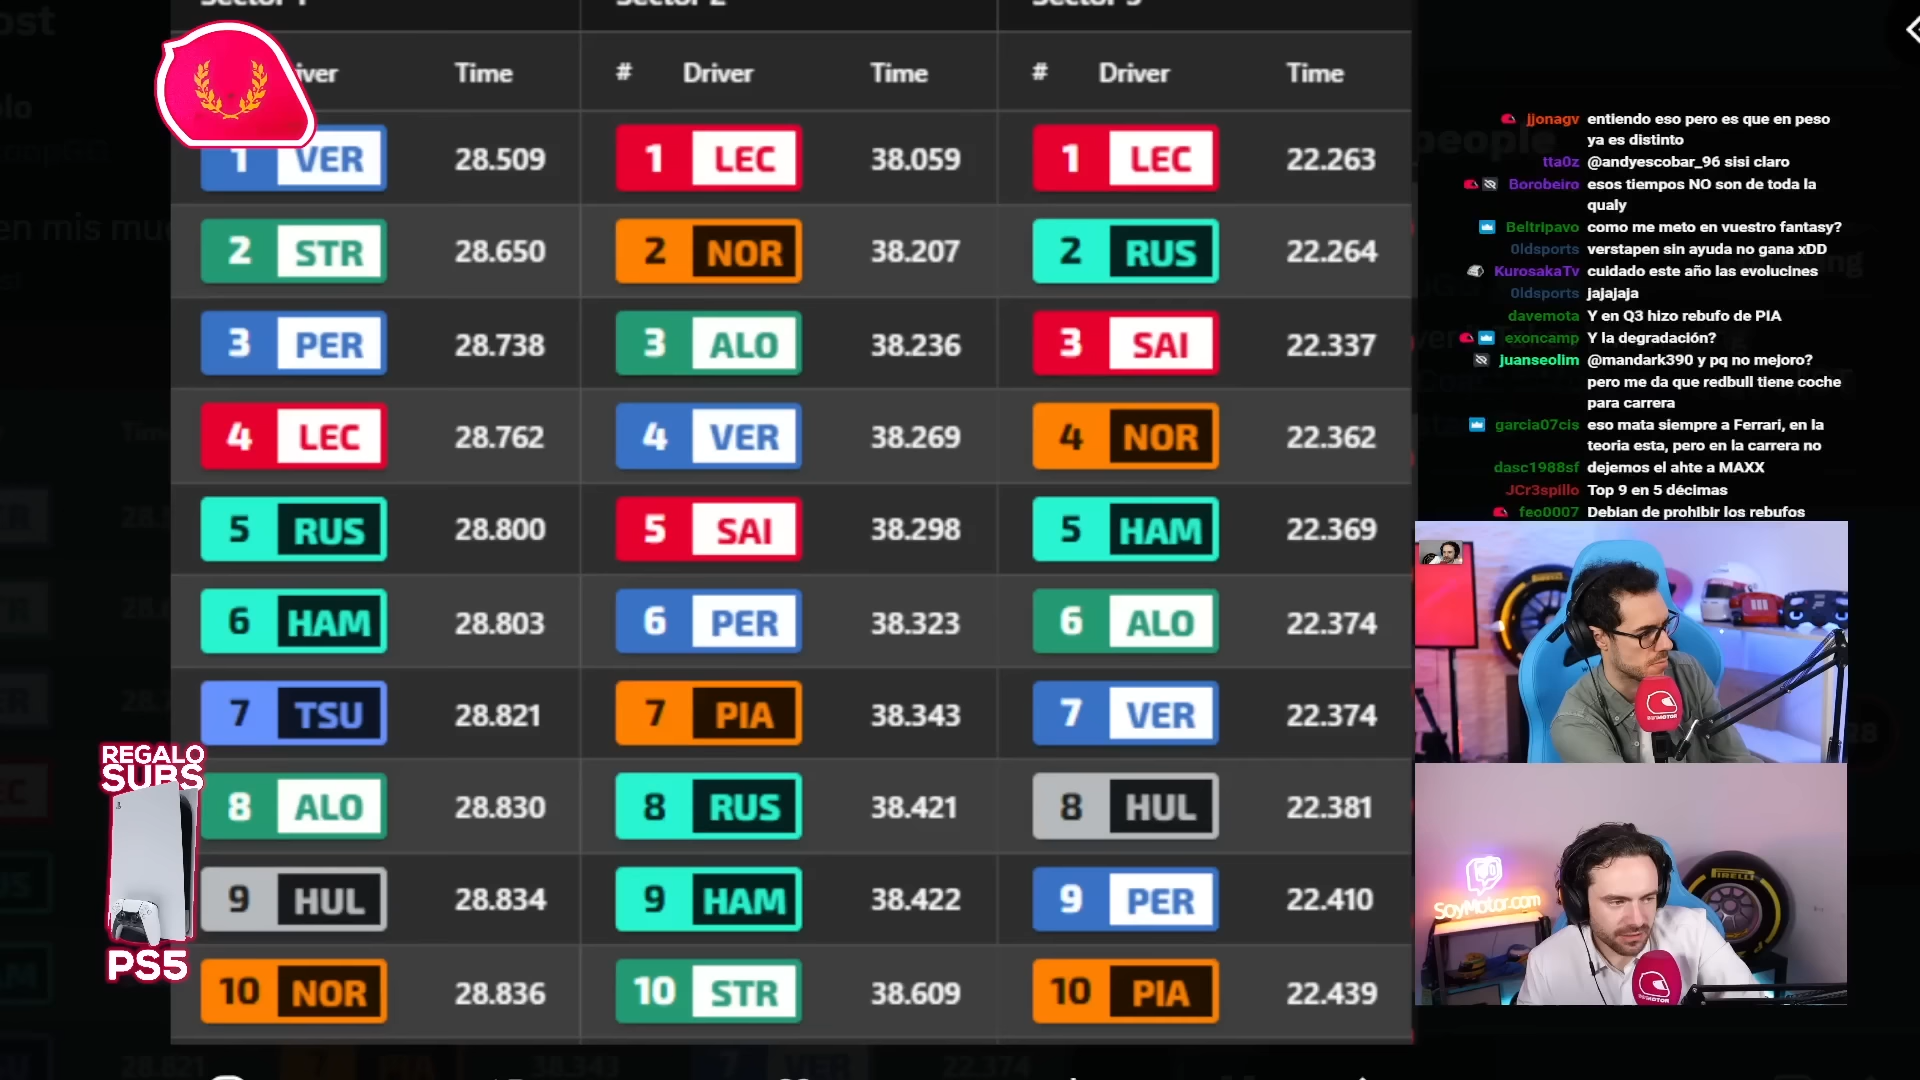 Driver Time # Driver Time # Driver Time
1 VER 28.509 1 LEC 38.059 1 LEC 22.263
2 STR 28.650 2 NOR 38.207 2 RUS 22.264
3 PER 28.738 3 ALO 38.236 3 SAI 22.337
4 LEC 28.762 4 VER 38.269 4 NOR 22.362
5 RUS 28.800 5 SAI 38.298 5 HAM 22.369
6 HAM 28.803 6 PER 38.323 6 ALO 22.374
7 TSU 28.821 7 PIA 38.343 7 VER 22.374
8 ALO 28.830 8 RUS 38.421 8 HUL 22.381
9 HUL 28.834 9 HAM 38.422 9 PER 22.410
10 NOR 28.836 10 STR 38.609 10 PIA 22.439
REGALO
SUBS
PS5
jjonagv entiendo eso pero es que en peso
ya es distinto
tta0z @andyescobar_96 sisi claro
Borobeiro esos tiempos NO son de toda la
qualy
Beltripavo como me meto en vuestro fantasy?
0ldsports verstapen sin ayuda no gana xDD
KurosakaTv cuidado este año las evolucines
0ldsports jajajaja
davemota Y en Q3 hizo rebufo de PIA
exoncamp Y la degradación?
juanseolim @mandark390 y pq no mejoro?
pero me da que redbull tiene coche
para carrera
garcia07cis eso mata siempre a Ferrari, en la
teoria esta, pero en la carrera no
dasc1988sf dejemos el ahte a MAXX
JCr3spillo Top 9 en 5 décimas
feo0007 Debian de prohibir los rebufos
SoyMotor.com
PIRELLI